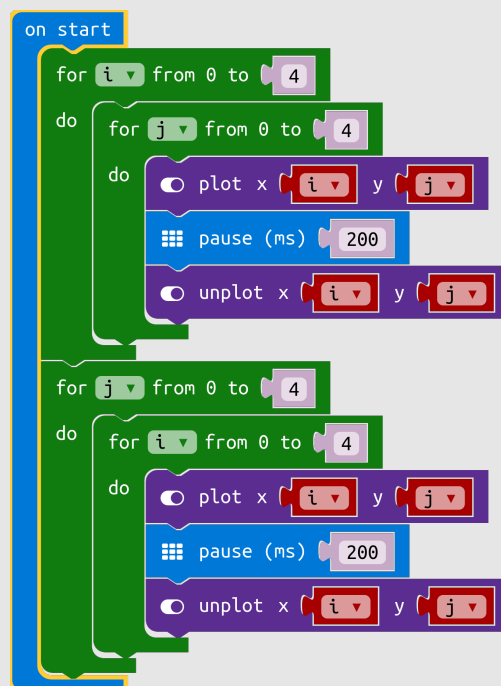 on start
for i from 0 to 4
do for j from 0 to 4
do plot x i y j
pause (ms) 200
unplot x i y j
for j from 0 to 4
do for i from 0 to 4
do plot x i y j
pause (ms) 200
unplot x i y j